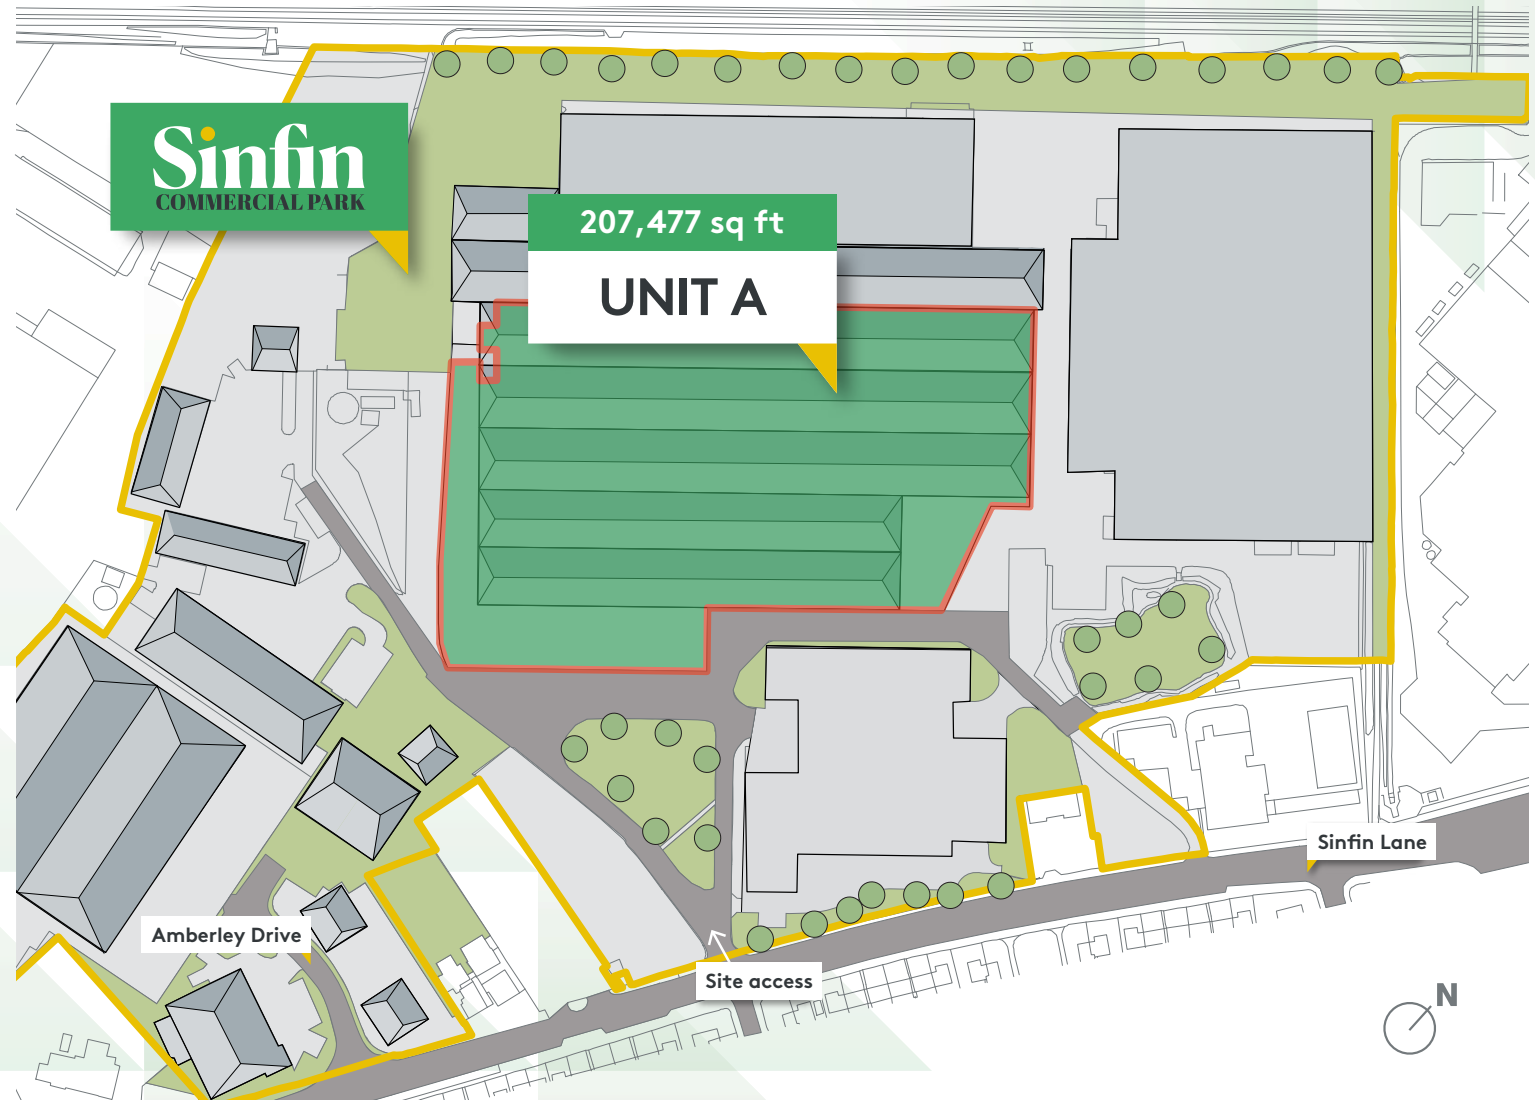 Sinfin
COMMERCIAL PARK
207,477 sq ft
UNIT A
Sinfin Lane
Amberley Drive
Site access
N